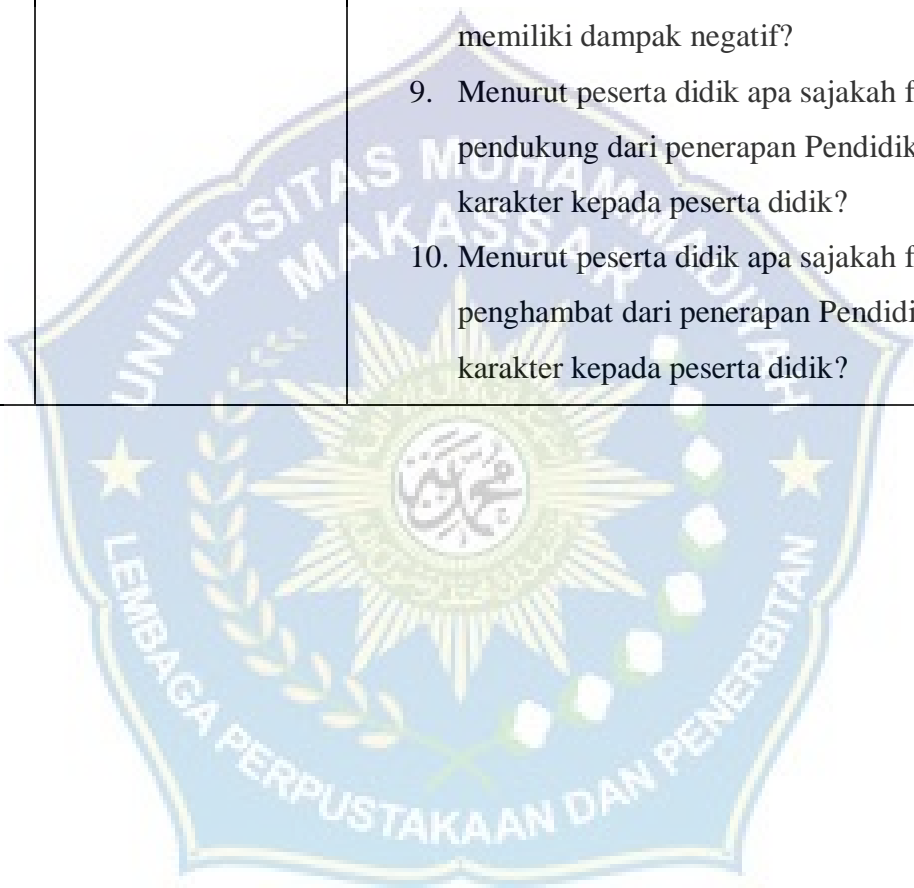 memiliki dampak negatif?
9. Menurut peserta didik apa sajakah f
pendukung dari penerapan Pendidik
karakter kepada peserta didik?
10. Menurut peserta didik apa sajakah f
penghambat dari penerapan Pendidi
karakter kepada peserta didik?
UNIVERSITAS MUHAMMADIYAH
MAKASSAR
LEMBAGA PERPUSTAKAAN DAN PENERBITAN